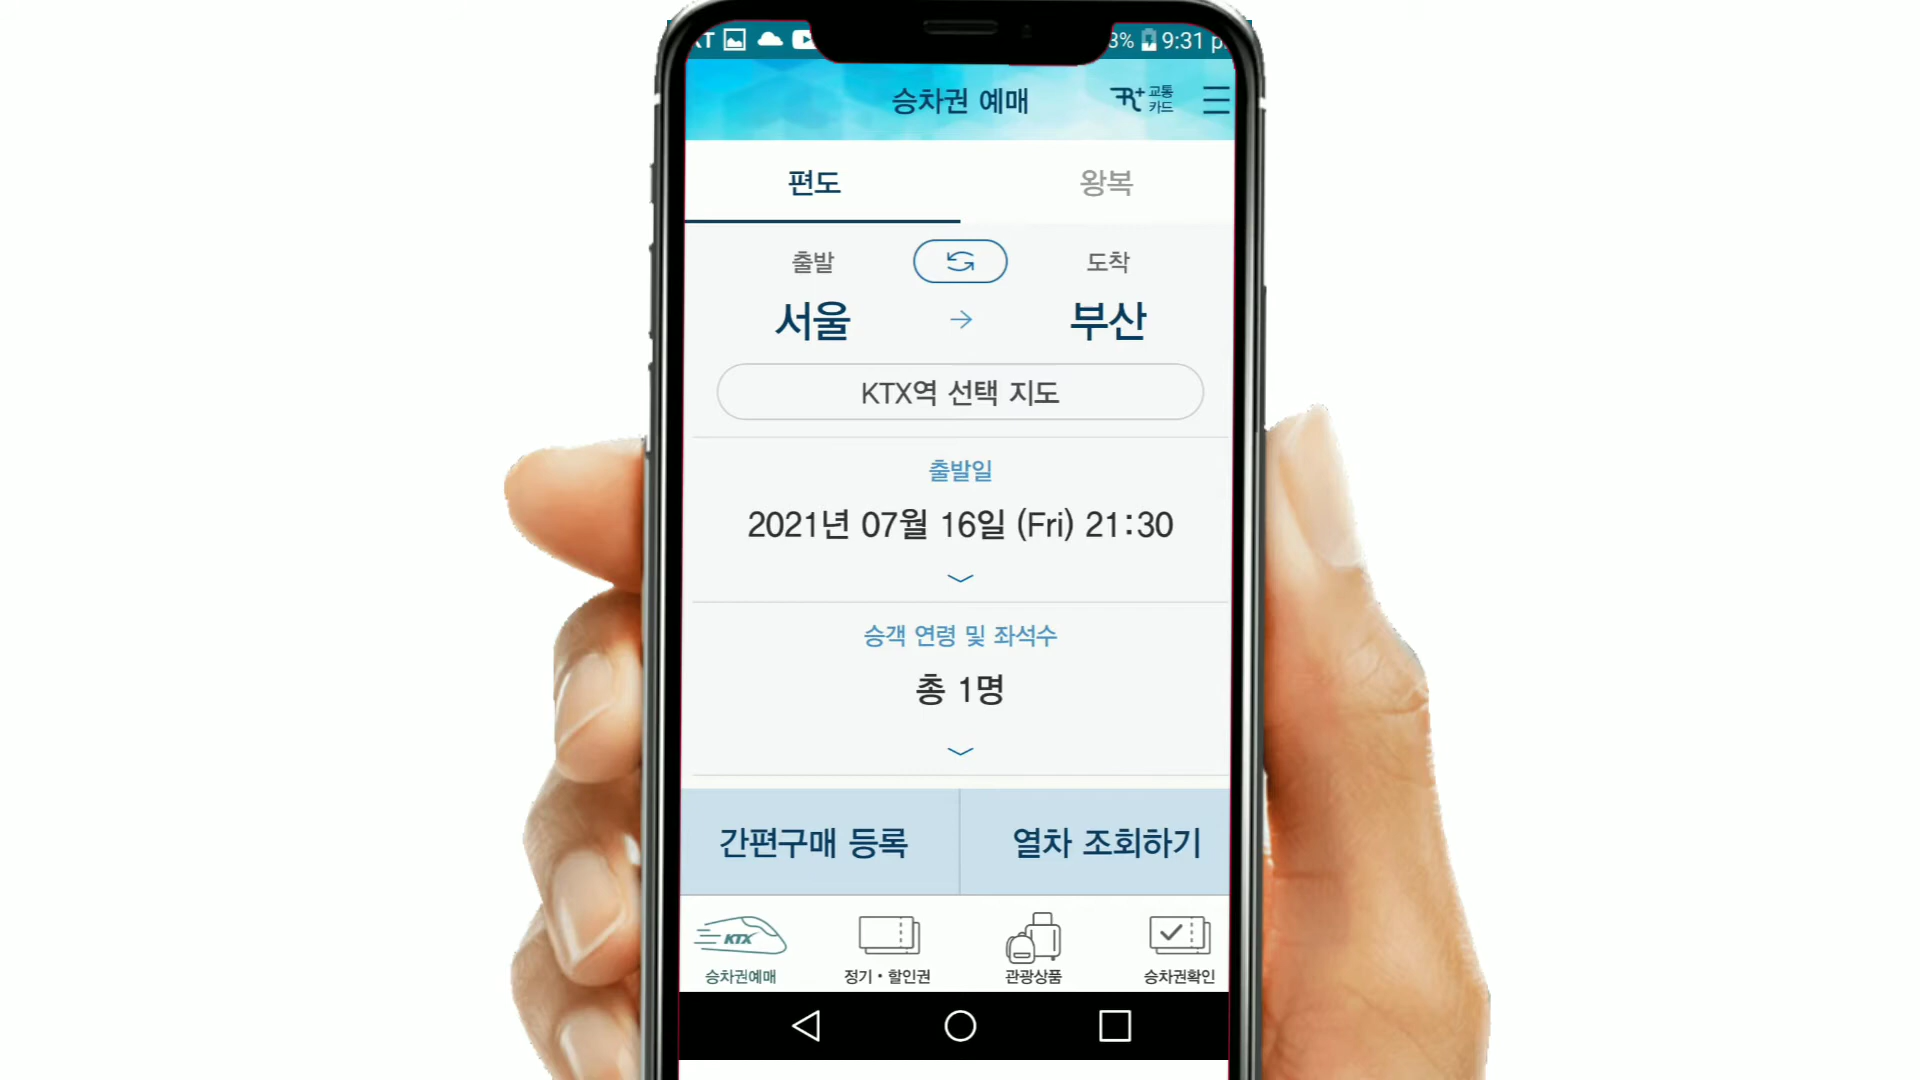 3% 9:31
승차권 예매
교통
카드
편도 왕복
출발 도착
서울 → 부산
KTX역 선택 지도
출발일
2021년 07월 16일 (Fri) 21:30
승객 연령 및 좌석수
총 1명
간편구매 등록 열차 조회하기
KTX
승차권예매 정기•할인권 관광상품 승차권확인